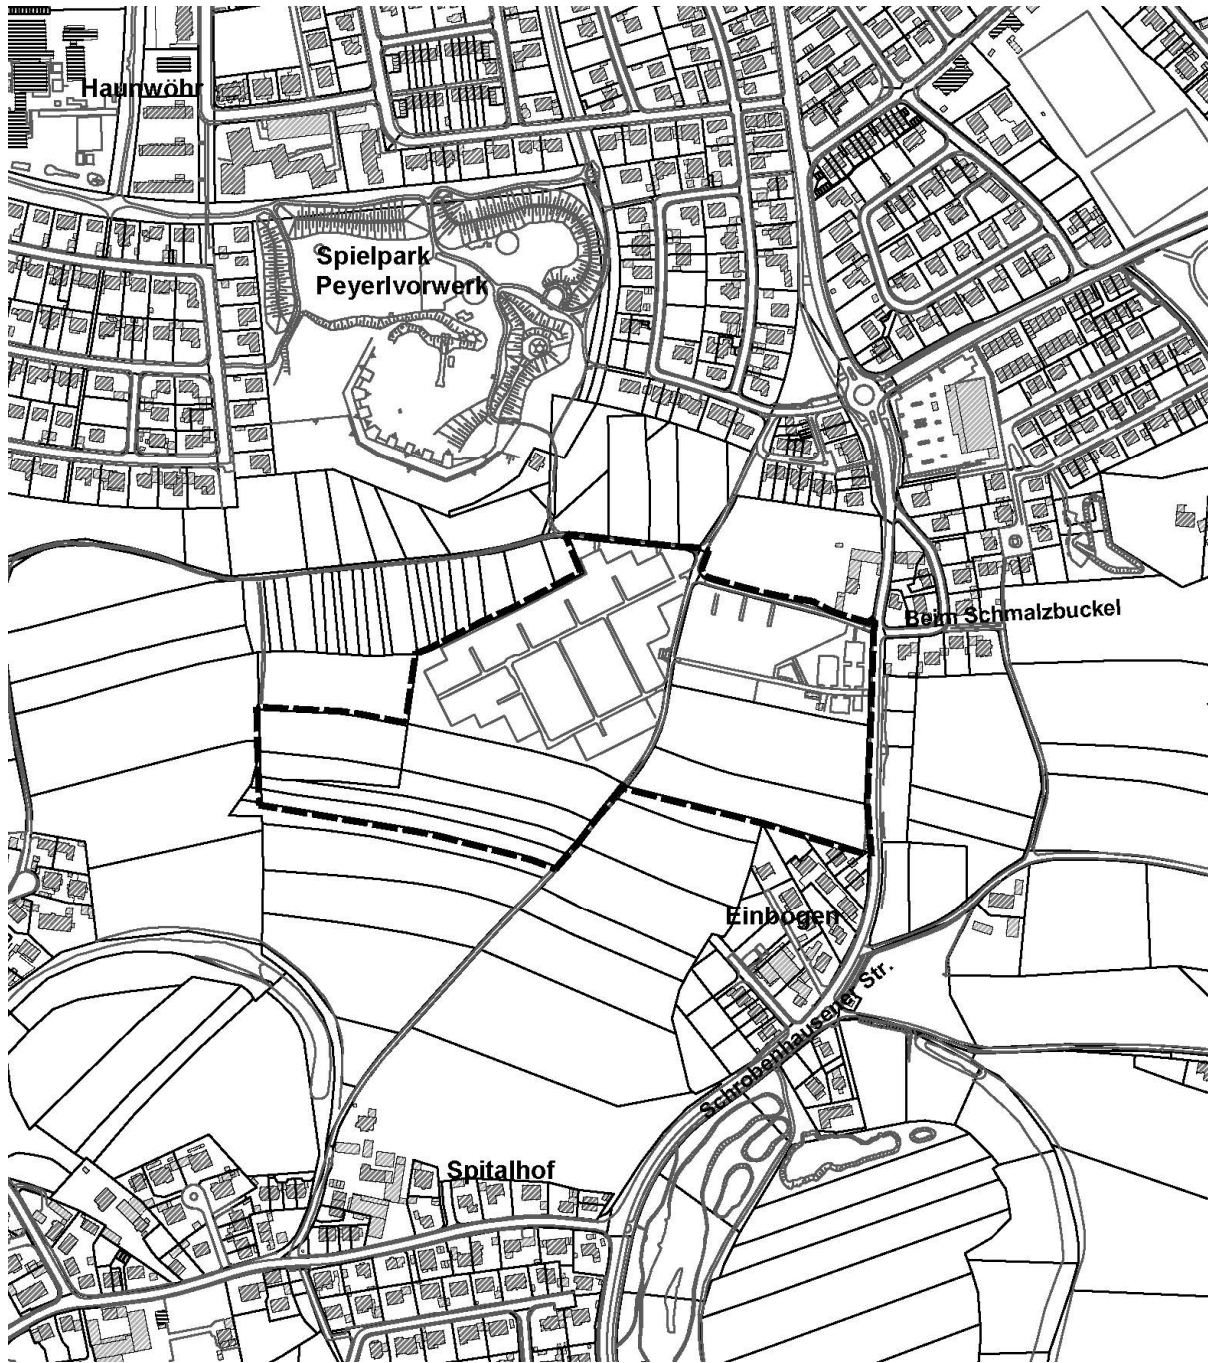 Haunwöhr
Spielpark
Peyerlvorwerk
Beim Schmalzbuckel
Einbogen
Schrobenhausener Str.
Spitalhof